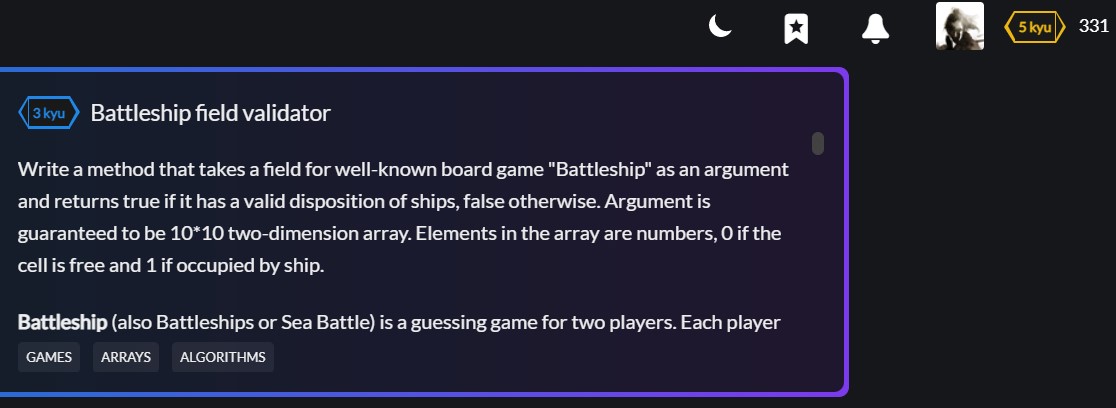 5 kyu 331
3 kyu Battleship field validator
Write a method that takes a field for well-known board game "Battleship" as an argument
and returns true if it has a valid disposition of ships, false otherwise. Argument is
guaranteed to be 10*10 two-dimension array. Elements in the array are numbers, 0 if the
cell is free and 1 if occupied by ship.
Battleship (also Battleships or Sea Battle) is a guessing game for two players. Each player
GAMES ARRAYS ALGORITHMS